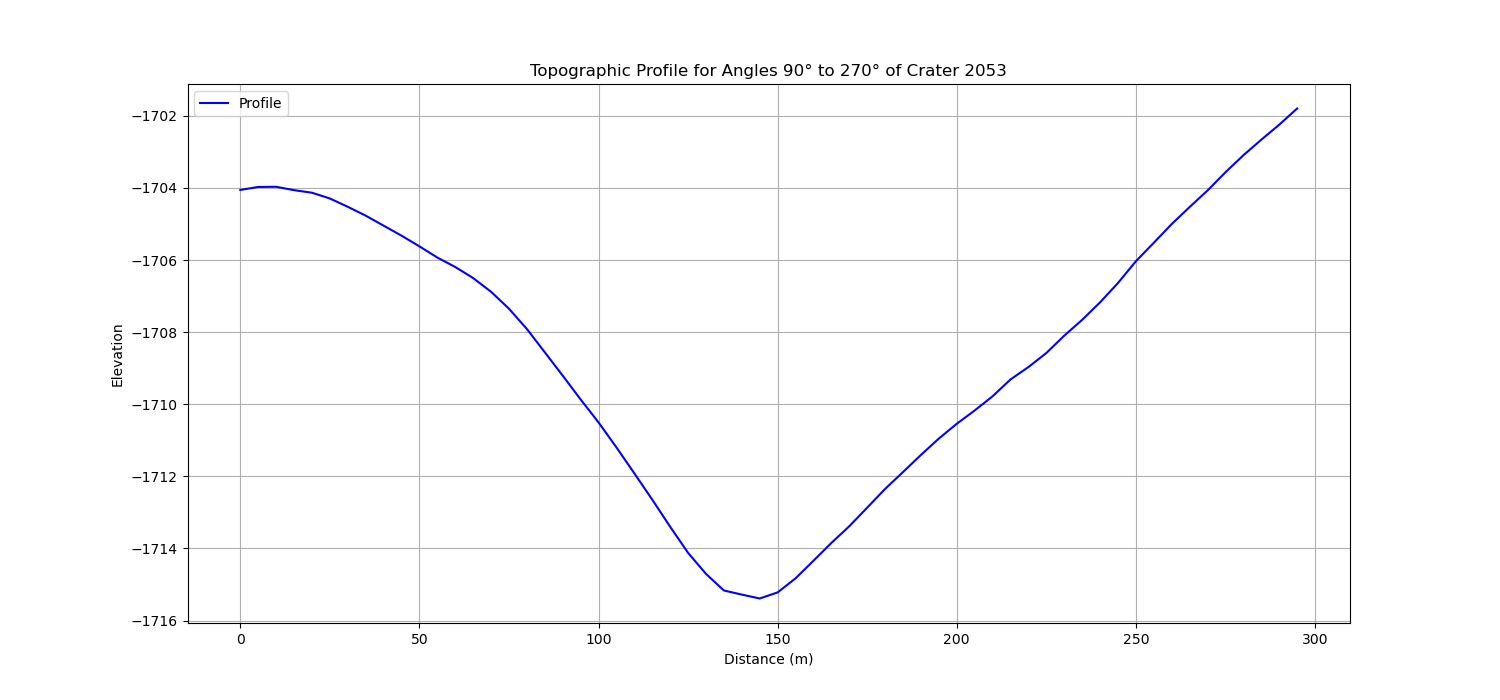 Topographic Profile for Angles 90° to 270° of Crater 2053
Profile
−1702
−1704
−1706
−1708
−1710
−1712
−1714
−1716
Elevation
0 50 100 150 200 250 300
Distance (m)